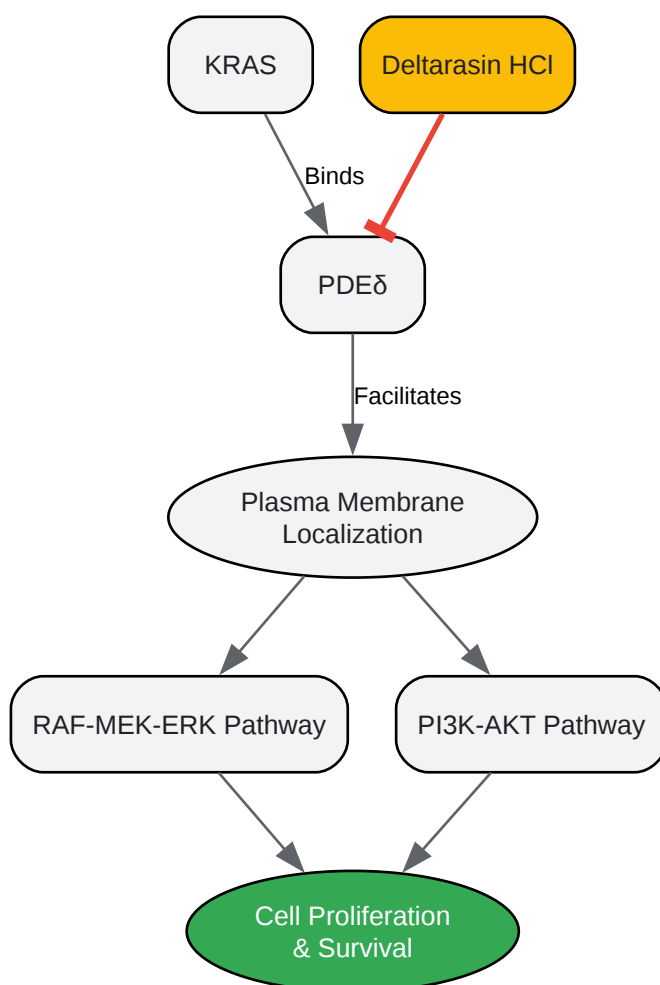 KRAS
Deltarasin HCl
Binds
PDEδ
Facilitates
Plasma Membrane
Localization
RAF-MEK-ERK Pathway
PI3K-AKT Pathway
Cell Proliferation
& Survival